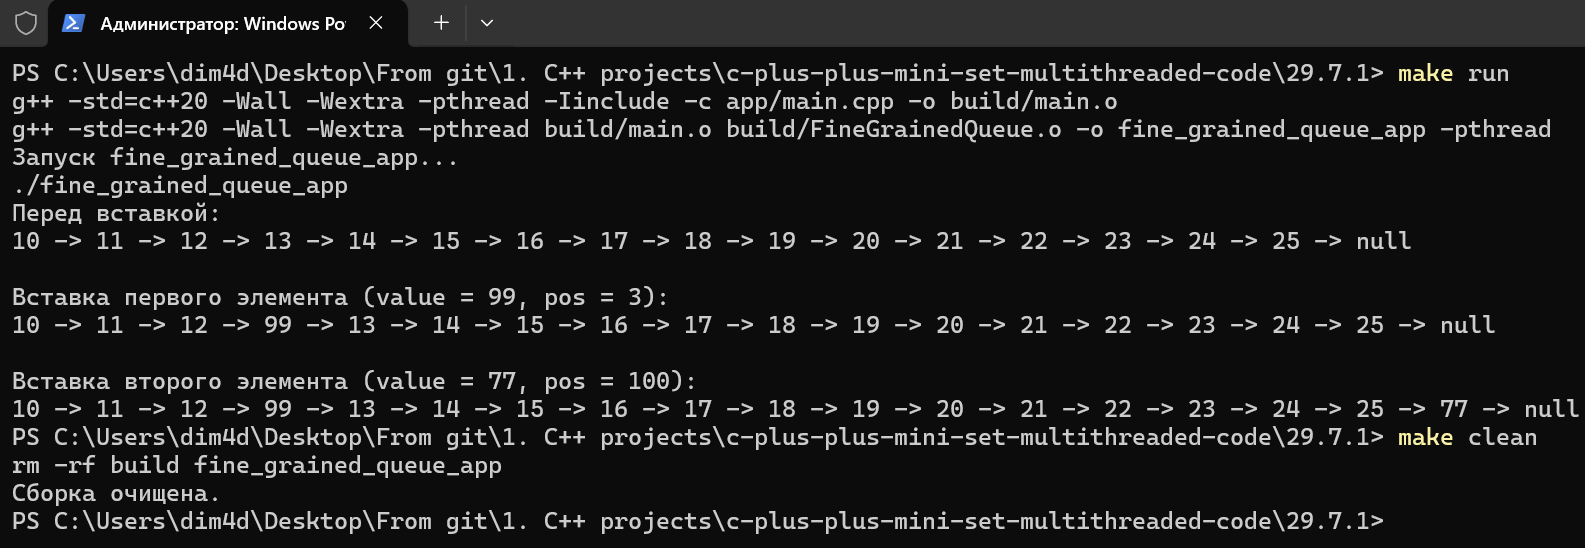 Администратор: Windows Po
PS C:\Users\dim4d\Desktop\From git\1. C++ projects\c-plus-plus-mini-set-multithreaded-code\29.7.1> make run
g++ -std=c++20 -Wall -Wextra -pthread -Iinclude -c app/main.cpp -o build/main.o
g++ -std=c++20 -Wall -Wextra -pthread build/main.o build/FineGrainedQueue.o -o fine_grained_queue_app -pthread
Запуск fine_grained_queue_app...
./fine_grained_queue_app
Перед вставкой:
10 -> 11 -> 12 -> 13 -> 14 -> 15 -> 16 -> 17 -> 18 -> 19 -> 20 -> 21 -> 22 -> 23 -> 24 -> 25 -> null
Вставка первого элемента (value = 99, pos = 3):
10 -> 11 -> 12 -> 99 -> 13 -> 14 -> 15 -> 16 -> 17 -> 18 -> 19 -> 20 -> 21 -> 22 -> 23 -> 24 -> 25 -> null
Вставка второго элемента (value = 77, pos = 100):
10 -> 11 -> 12 -> 99 -> 13 -> 14 -> 15 -> 16 -> 17 -> 18 -> 19 -> 20 -> 21 -> 22 -> 23 -> 24 -> 25 -> 77 -> null
PS C:\Users\dim4d\Desktop\From git\1. C++ projects\c-plus-plus-mini-set-multithreaded-code\29.7.1> make clean
rm -rf build fine_grained_queue_app
Сборка очищена.
PS C:\Users\dim4d\Desktop\From git\1. C++ projects\c-plus-plus-mini-set-multithreaded-code\29.7.1>